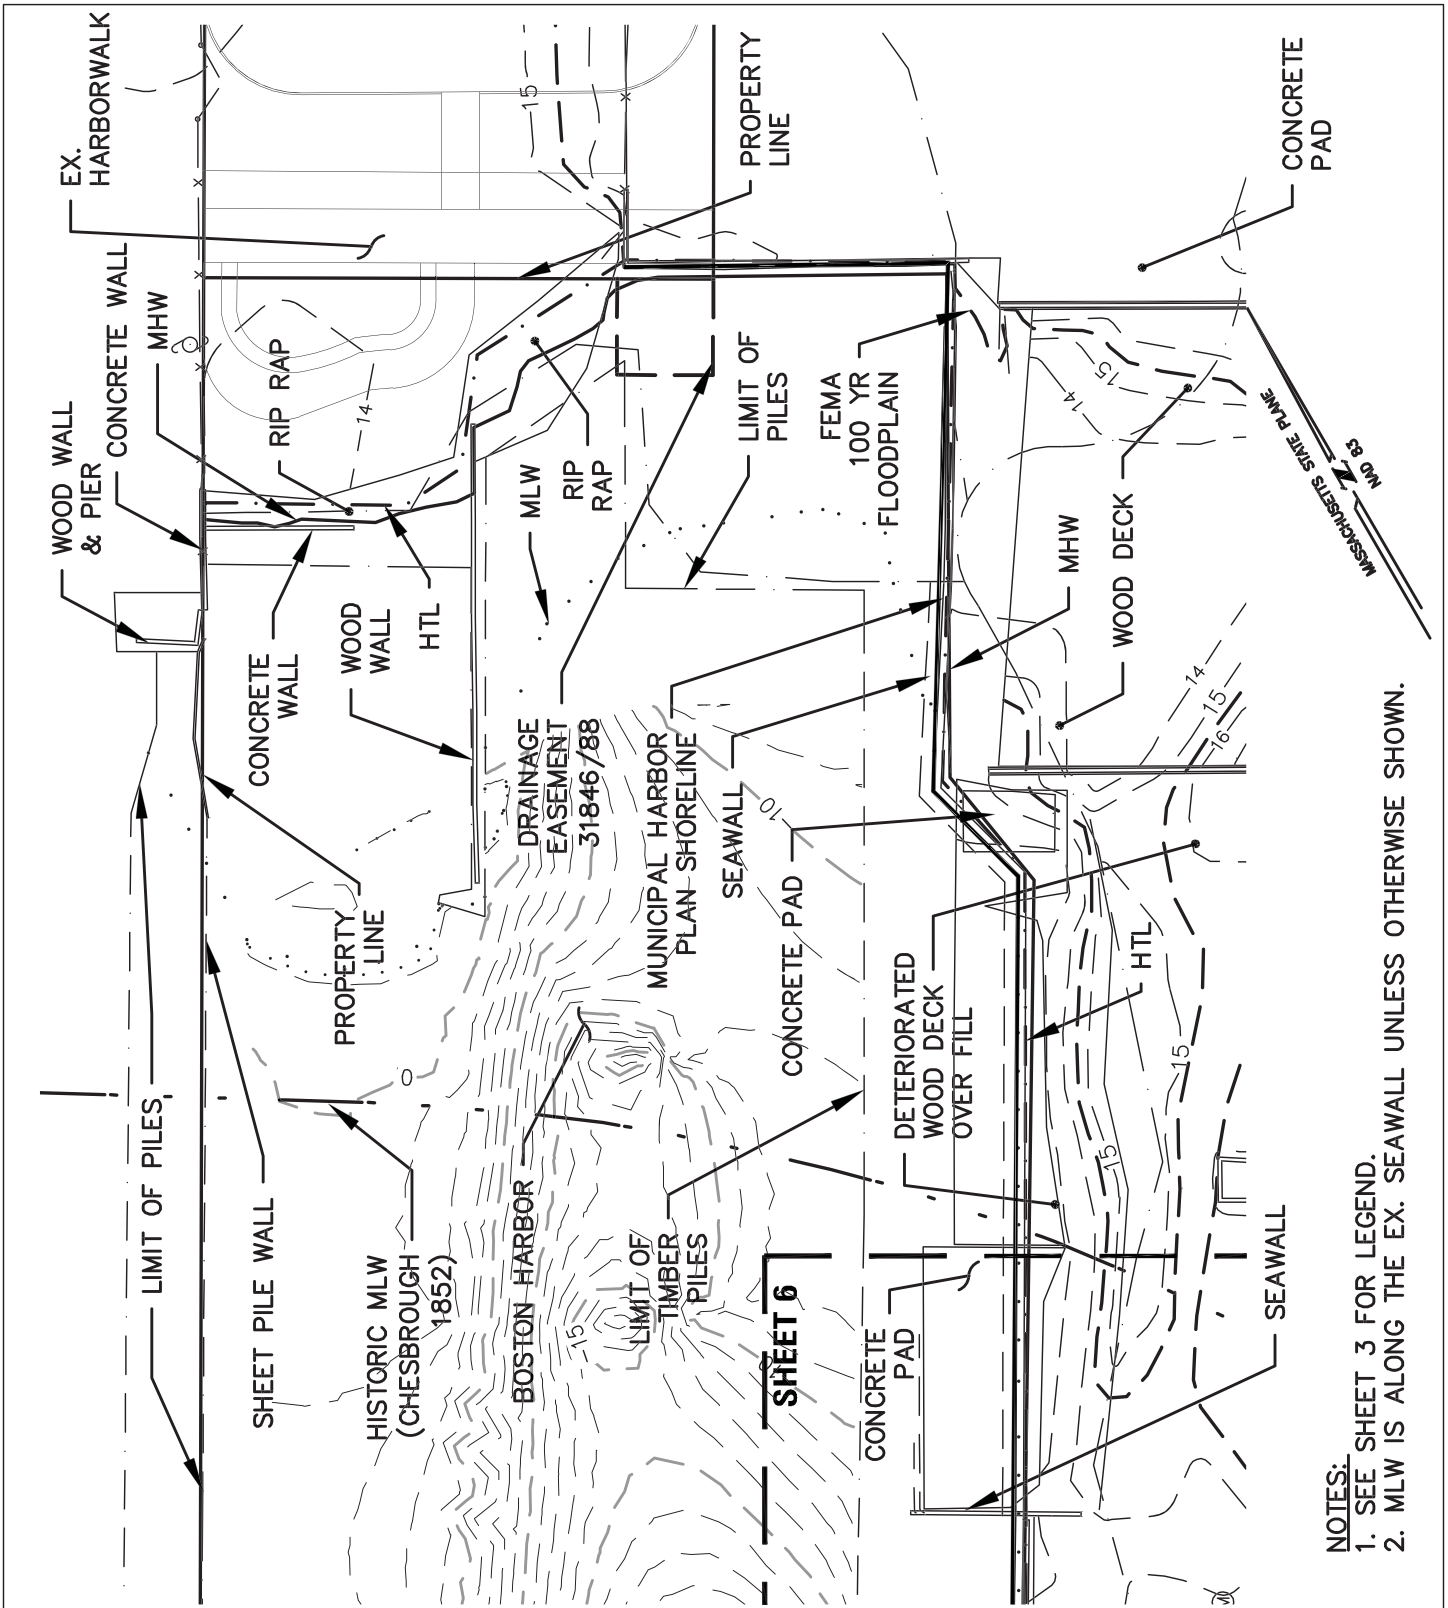 EX.
HARBORWALK
WOOD WALL
& PIER
CONCRETE WALL
MHW
RIP RAP
14
15
PROPERTY
LINE
CONCRETE
PAD
CONCRETE
WALL
WOOD
WALL
HTL
MLW
RIP
RAP
LIMIT OF
PILES
FEMA
100 YR
FLOODPLAIN
15
14
MASSACHUSETTS STATE PLANE
N
NAD 83
DRAINAGE
EASEMENT
31846/88
MUNICIPAL HARBOR
PLAN SHORELINE
SEAWALL
MHW
WOOD DECK
14
15
16
10
CONCRETE PAD
PROPERTY
LINE
0
LIMIT OF PILES
SHEET PILE WALL
HISTORIC MLW
(CHESBROUGH
1852)
BOSTON HARBOR
LIMIT OF
TIMBER
PILES
-15
DETERIORATED
WOOD DECK
OVER FILL
HTL
15
15
SHEET 6
CONCRETE
PAD
SEAWALL
NOTES:
1. SEE SHEET 3 FOR LEGEND.
2. MLW IS ALONG THE EX. SEAWALL UNLESS OTHERWISE SHOWN.